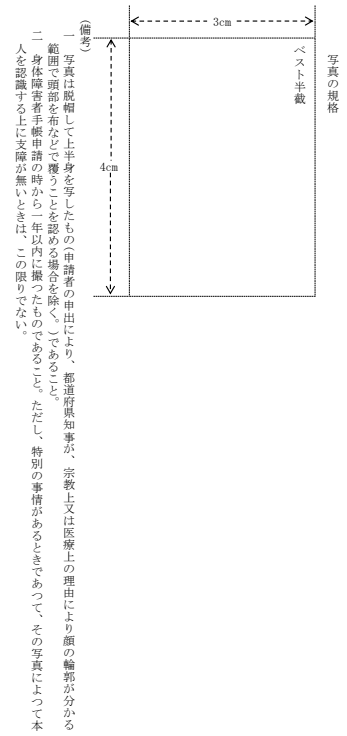 写真の規格
ベスト半截
3cm
4cm
(備考)
一　写真は脱帽して上半身を写したもの(申請者の申出により、都道府県知事が、宗教上又は医療上の理由により顔の輪郭が分かる
範囲で頭部を布などで覆うことを認める場合を除く。)であること。
二　身体障害者手帳申請の時から一年以内に撮つたものであること。ただし、特別の事情があるときであつて、その写真によつて本
人を認識する上に支障が無いときは、この限りでない。